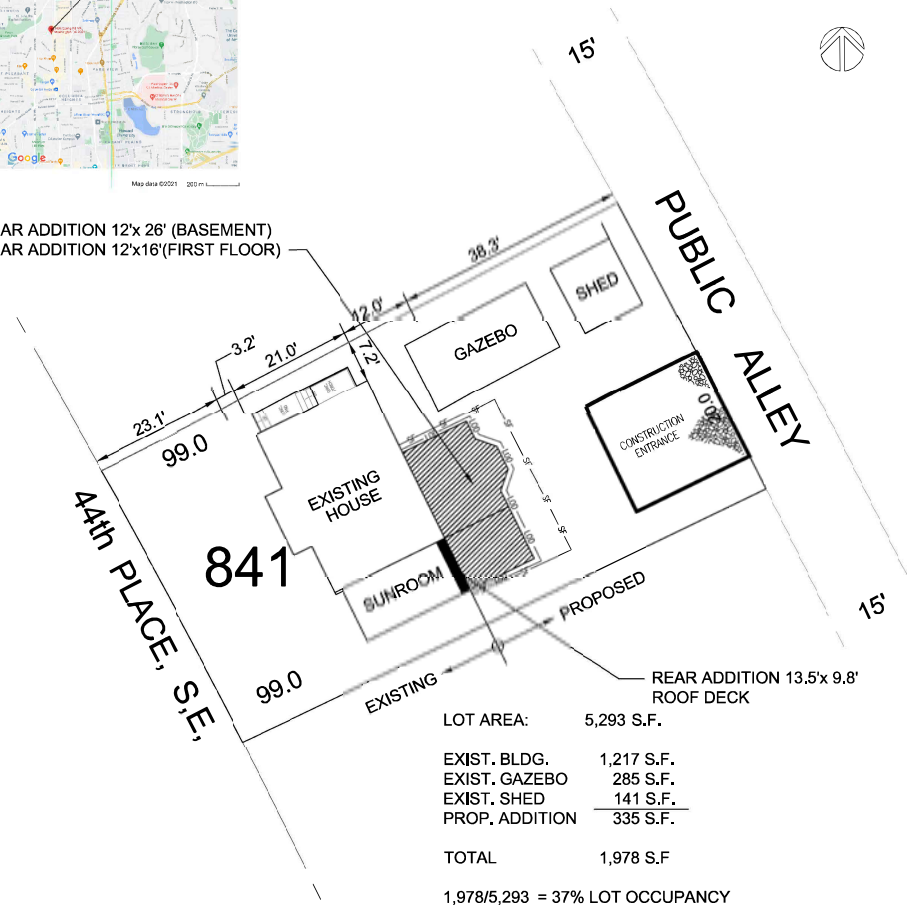 Google
Map data ©2021 200 m
15'
AR ADDITION 12'x 26' (BASEMENT)
AR ADDITION 12'x16'(FIRST FLOOR)
PUBLIC ALLEY
38.3'
12.0'
SHED
GAZEBO
7.2'
3.2'
21.0'
23.1'
99.0
CONSTRUCTION
ENTRANCE
EXISTING
HOUSE
44th PLACE, S,E,
841
SUNROOM
PROPOSED
EXISTING
99.0
15'
REAR ADDITION 13.5'x 9.8'
ROOF DECK
LOT AREA: 5,293 S.F.
EXIST. BLDG. 1,217 S.F.
EXIST. GAZEBO 285 S.F.
EXIST. SHED 141 S.F.
PROP. ADDITION 335 S.F.
TOTAL 1,978 S.F
1,978/5,293 = 37% LOT OCCUPANCY